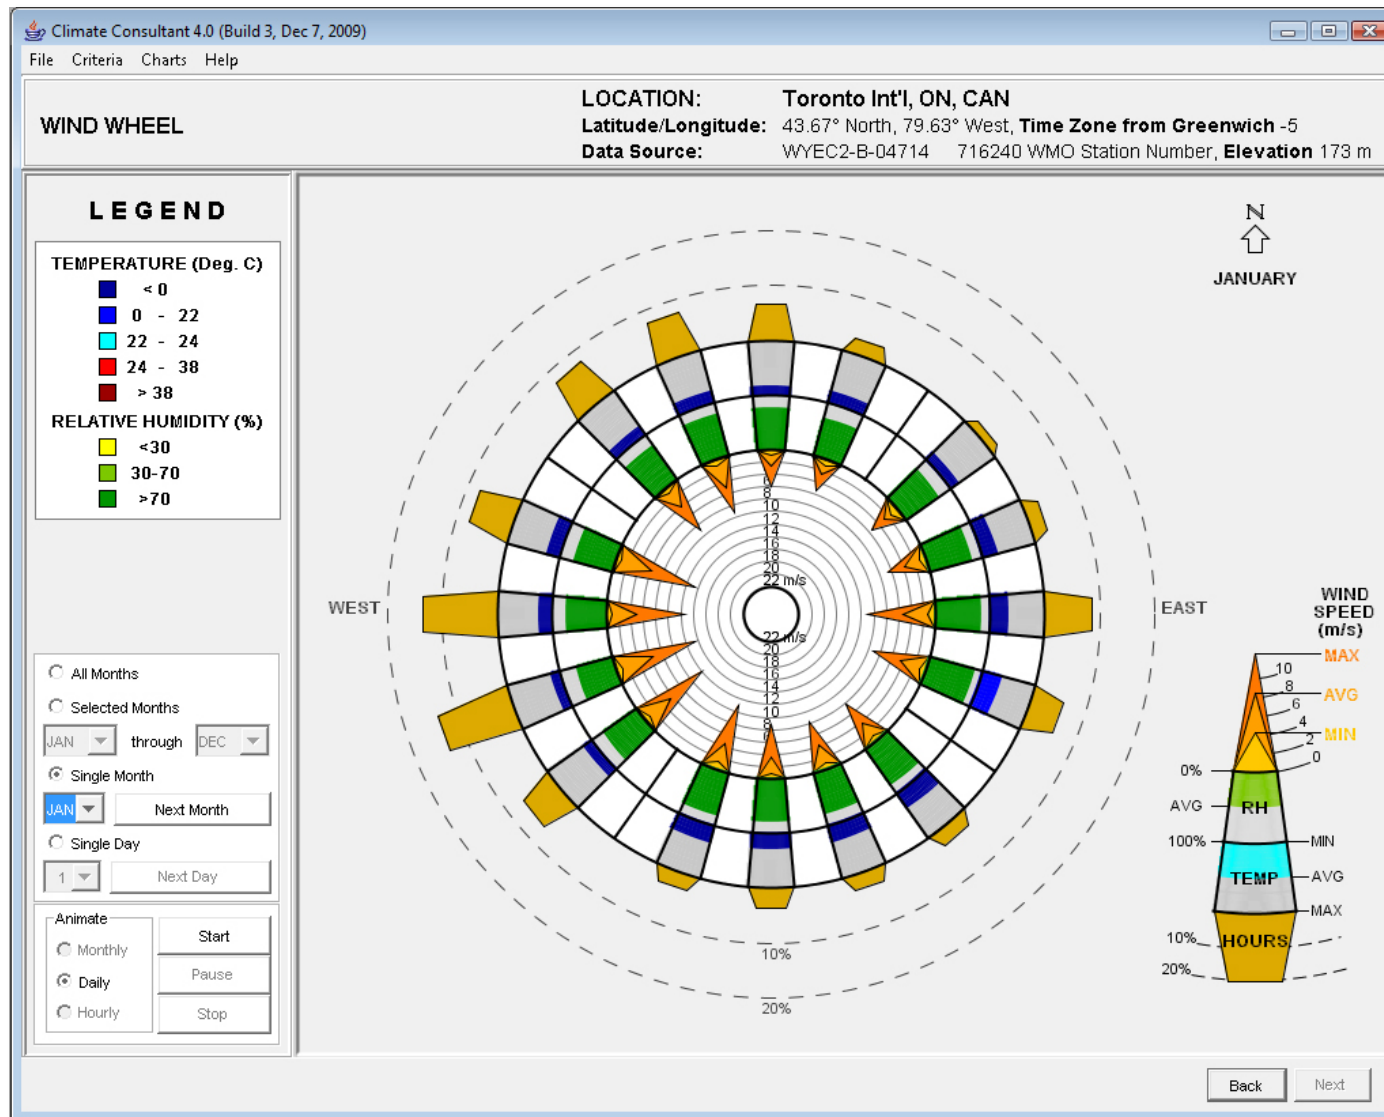 Climate Consultant 4.0 (Build 3, Dec 7, 2009)
File Criteria Charts Help
WIND WHEEL
LOCATION: Toronto Int'l, ON, CAN
Latitude/Longitude: 43.67° North, 79.63° West, Time Zone from Greenwich -5
Data Source: WYEC2-B-04714 716240 WMO Station Number, Elevation 173 m
LEGEND
TEMPERATURE (Deg. C)
< 0
0 - 22
22 - 24
24 - 38
> 38
RELATIVE HUMIDITY (%)
<30
30-70
>70
All Months
Selected Months
JAN through DEC
Single Month
JAN Next Month
Single Day
1 Next Day
Animate
Monthly
Daily
Hourly
Start
Pause
Stop
N
JANUARY
8
10
12
14
16
18
20
22 m/s
WEST
EAST
22 m/s
20
18
16
14
12
10
8
10%
20%
WIND
SPEED
(m/s)
MAX
10
8
AVG
6
4
MIN
2
0
0%
AVG RH
100% MIN
TEMP AVG
MAX
10% HOURS
20%
Back Next